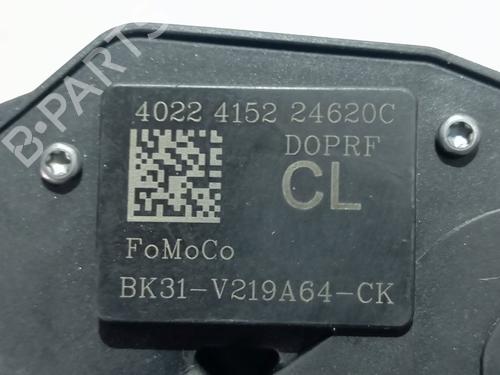 B-PARTS
4022 4152 24620C
DOPRF
CL
FoMoCo
BK31-V219A64-CK